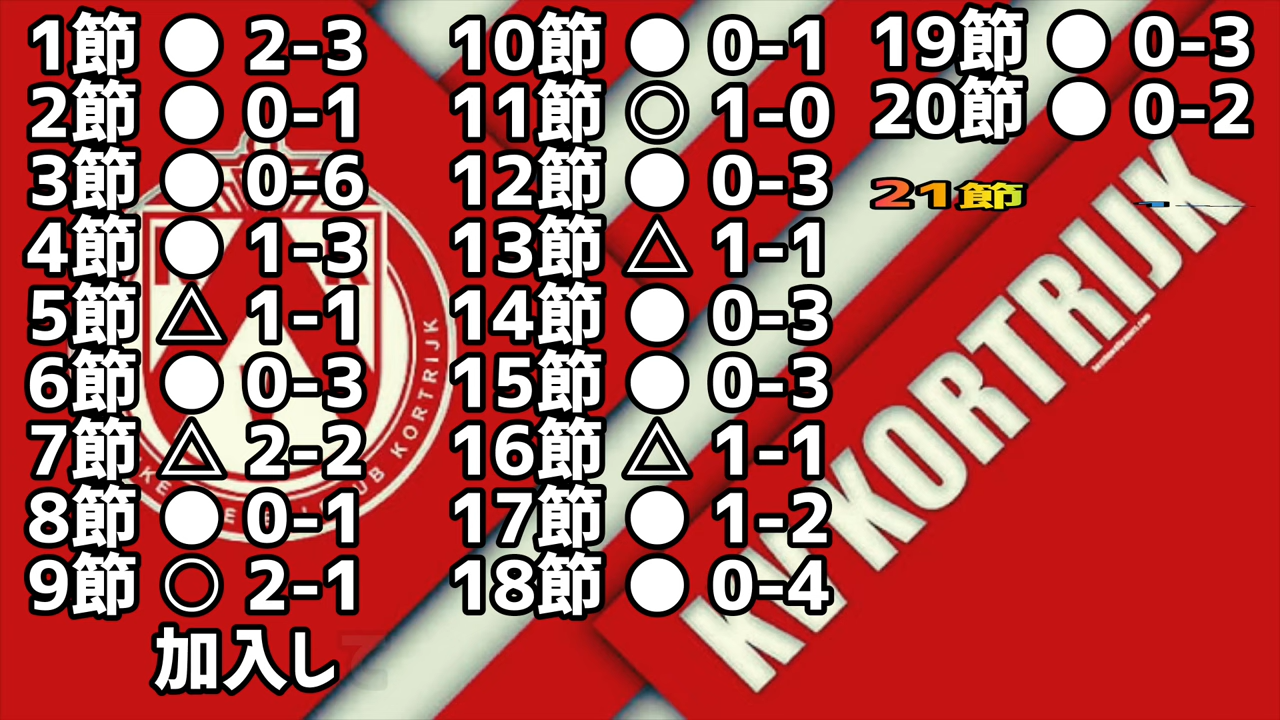 1節 ● 2-3
2節 ● 0-1
3節 ● 0-6
4節 ● 1-3
5節 △ 1-1
6節 ● 0-3
7節 △ 2-2
8節 ● 0-1
9節 ◎ 2-1
加入し
10節 ● 0-1
11節 ◎ 1-0
12節 ● 0-3
13節 △ 1-1
14節 ● 0-3
15節 ● 0-3
16節 △ 1-1
17節 ● 1-2
18節 ● 0-4
19節 ● 0-3
20節 ● 0-2
21節
KV KORTRIJK
KORTRIJK